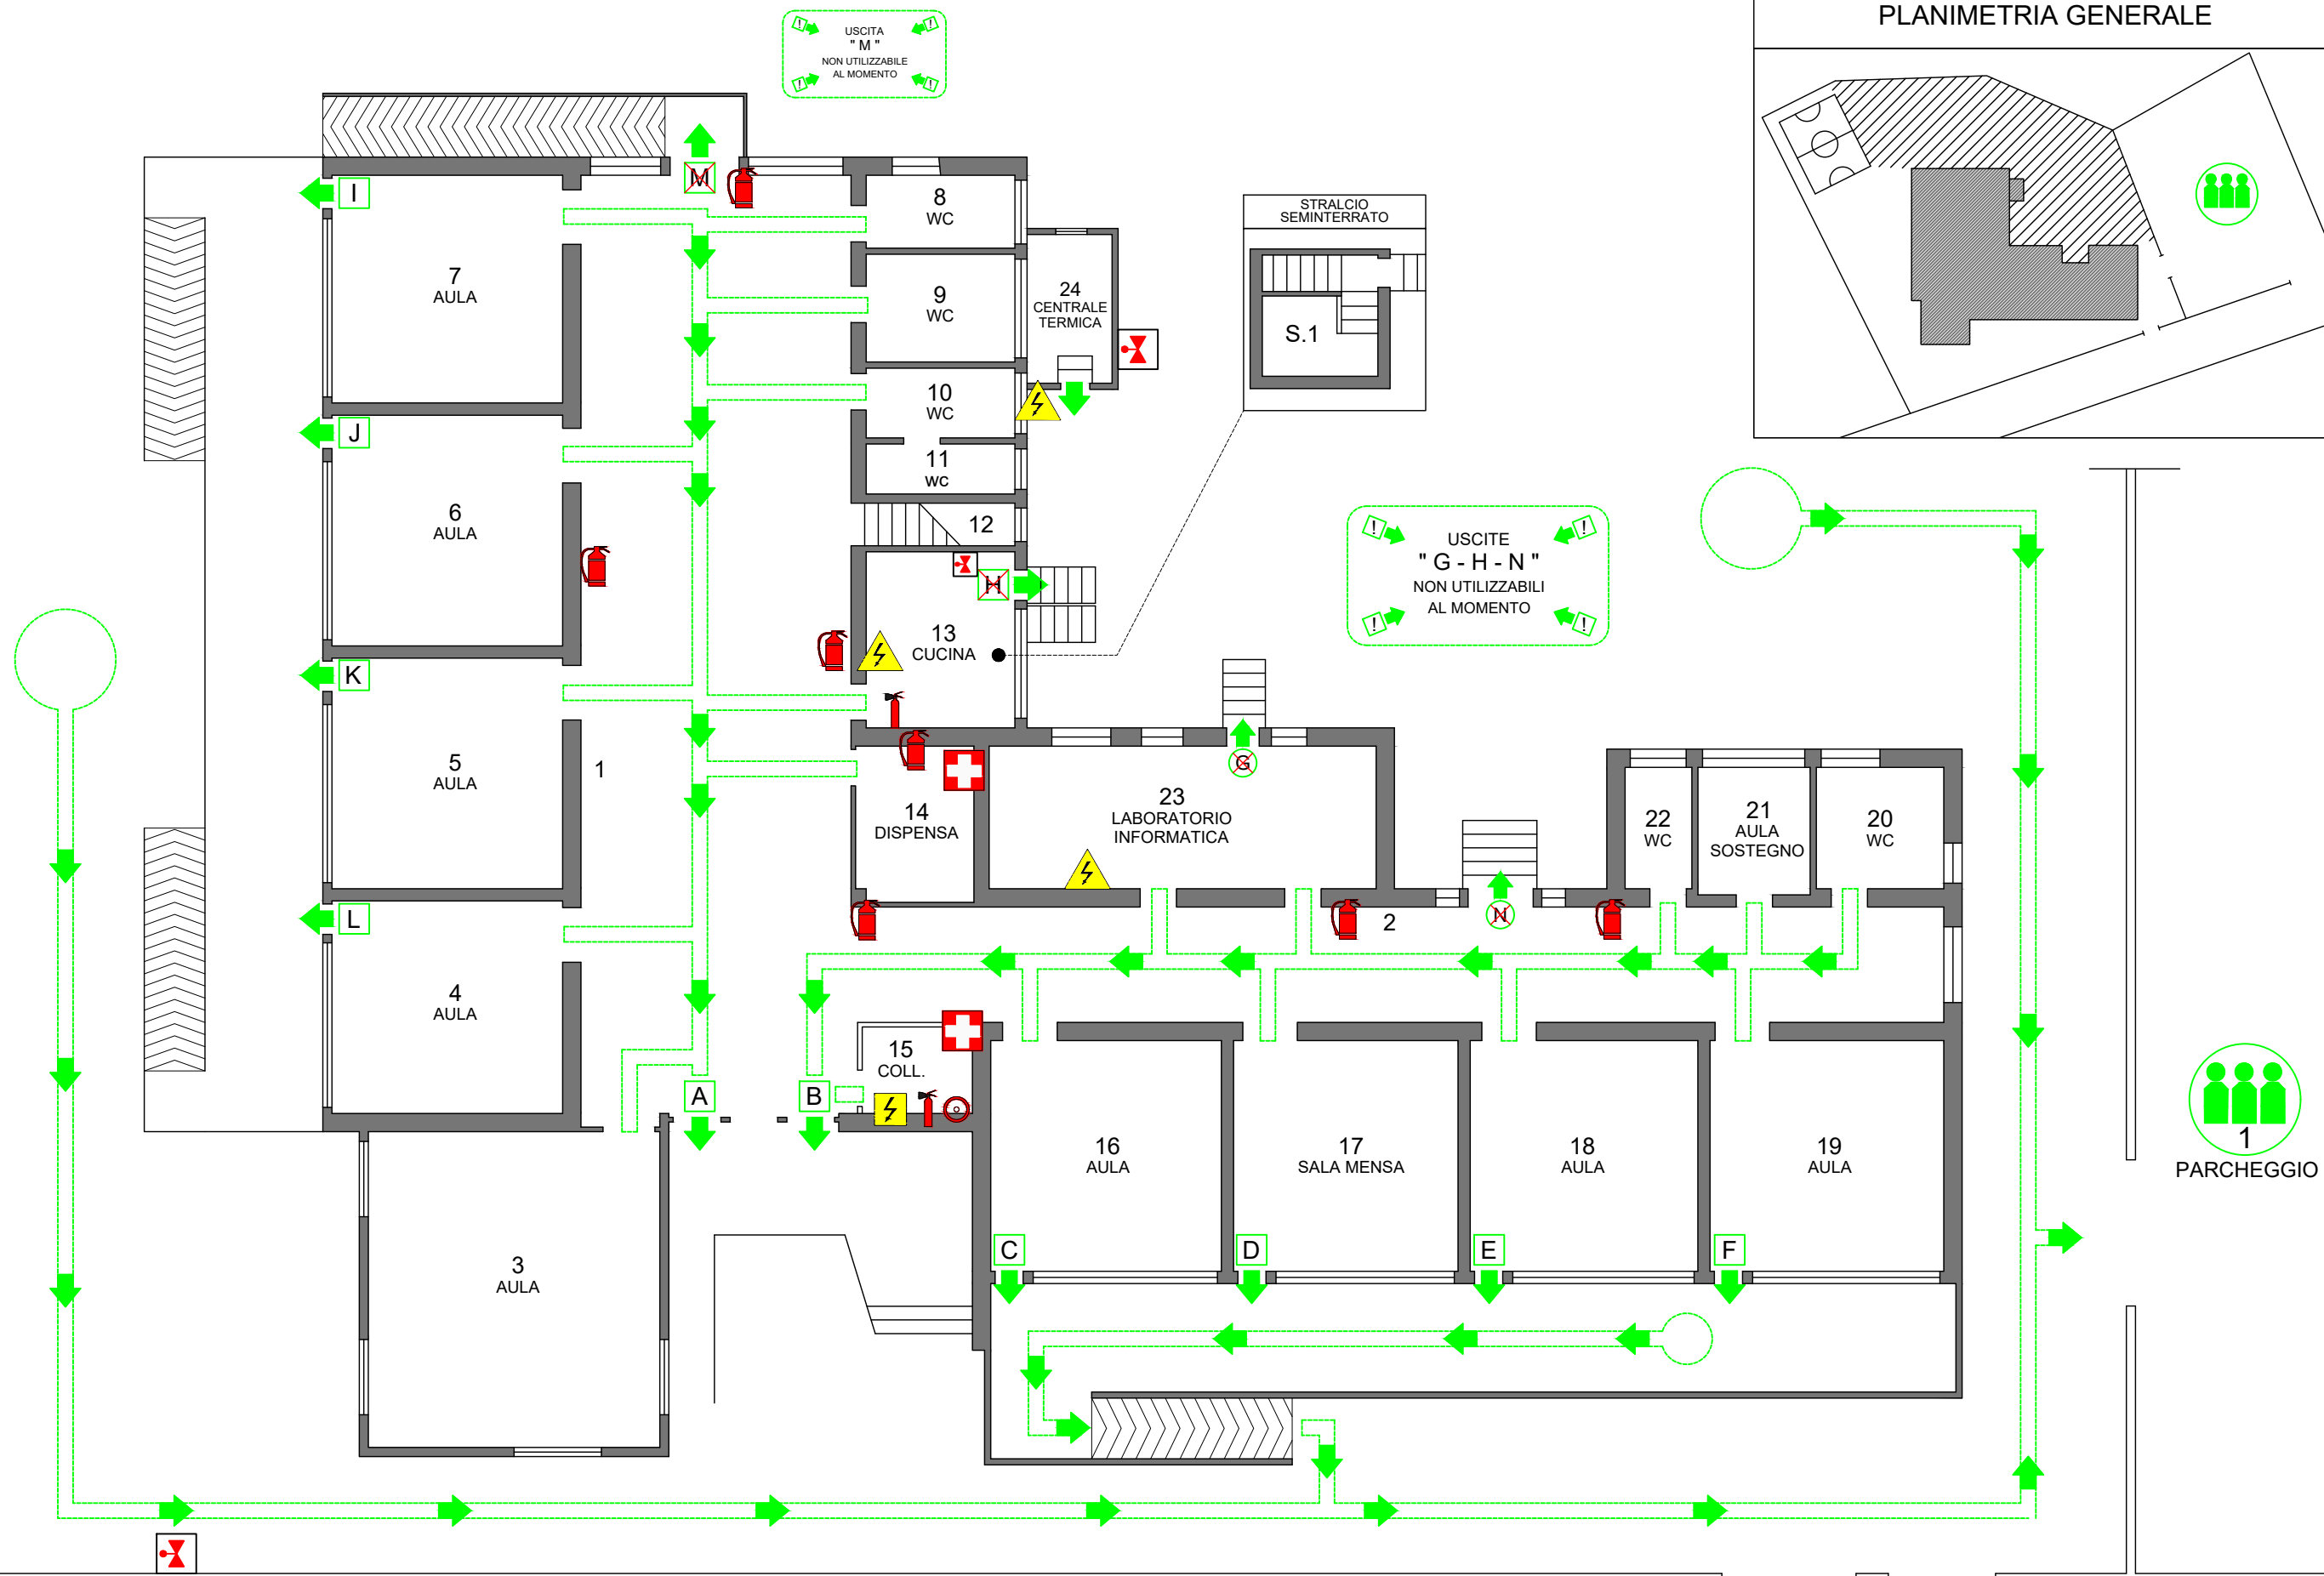 PLANIMETRIA GENERALE
USCITA
" M "
NON UTILIZZABILE
AL MOMENTO
M
I
8
WC
7
AULA
STRALCIO
SEMINTERRATO
9
WC
24
CENTRALE
TERMICA
S.1
10
WC
J
11
wc
6
AULA
12
USCITE
" G - H - N "
NON UTILIZZABILI
AL MOMENTO
H
13
CUCINA
K
5
AULA
1
G
14
DISPENSA
23
LABORATORIO
INFORMATICA
22
WC
21
AULA
SOSTEGNO
20
WC
L
2
N
4
AULA
15
COLL.
A
B
16
AULA
17
SALA MENSA
18
AULA
19
AULA
1
PARCHEGGIO
3
AULA
C
D
E
F